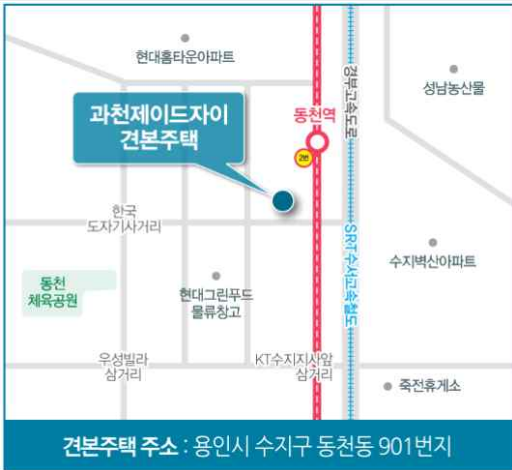 현대홈타운아파트
성남농산물
경부고속도로
과천제이드자이
견본주택
동천역
2번
한국
도자기사거리
SRT수서고속철도
수지벽산아파트
동천
체육공원
현대그린푸드
물류창고
우성빌라
삼거리
KT수지지사앞
삼거리
죽전휴게소
견본주택 주소 : 용인시 수지구 동천동 901번지